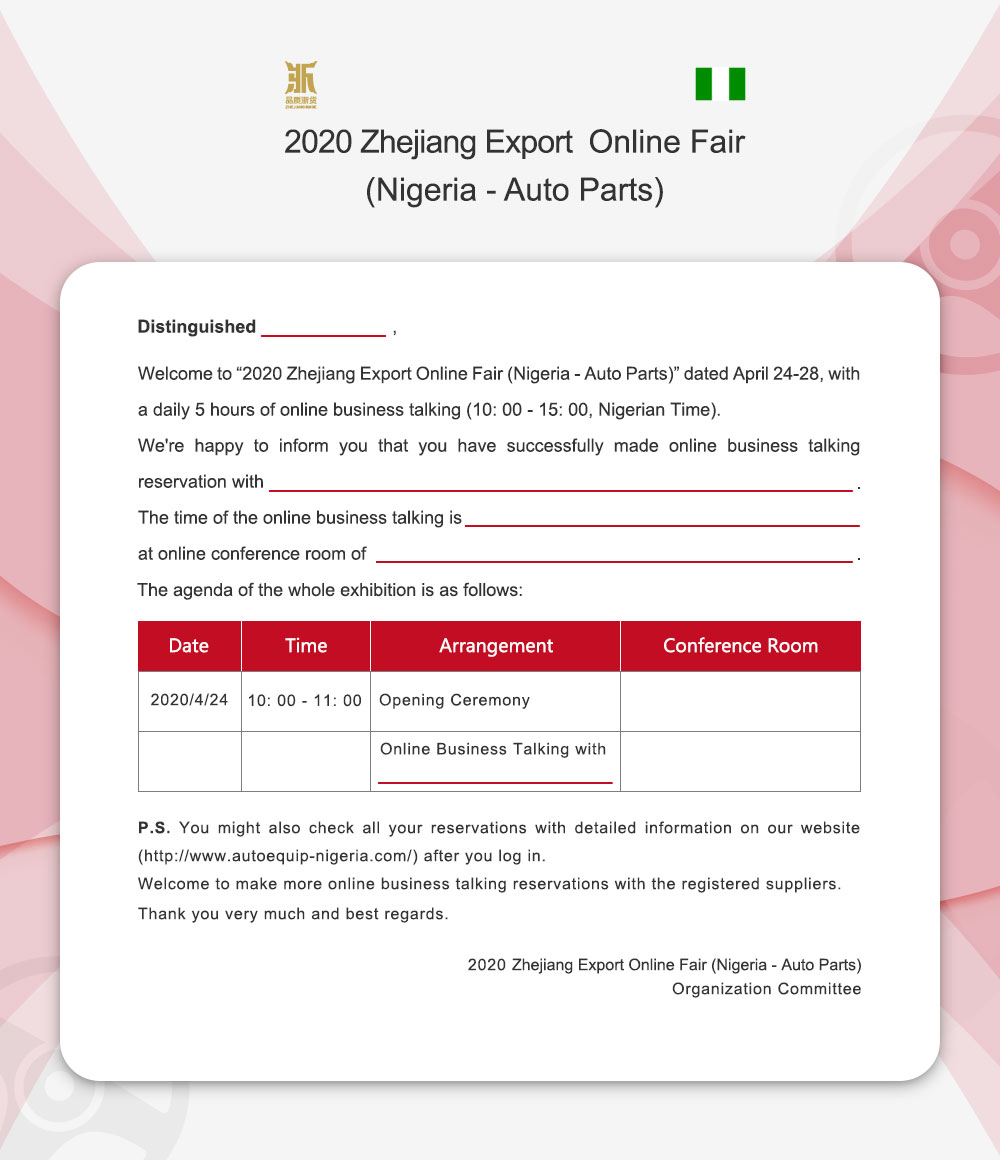 浙
品质浙货
2020 Zhejiang Export Online Fair
(Nigeria - Auto Parts)
Distinguished ,
Welcome to “2020 Zhejiang Export Online Fair (Nigeria - Auto Parts)” dated April 24-28, with
a daily 5 hours of online business talking (10: 00 - 15: 00, Nigerian Time).
We're happy to inform you that you have successfully made online business talking
reservation with .
The time of the online business talking is
at online conference room of .
The agenda of the whole exhibition is as follows:
Date Time Arrangement Conference Room
2020/4/24 10: 00 - 11: 00 Opening Ceremony
Online Business Talking with
P.S. You might also check all your reservations with detailed information on our website
(http://www.autoequip-nigeria.com/) after you log in.
Welcome to make more online business talking reservations with the registered suppliers.
Thank you very much and best regards.
2020 Zhejiang Export Online Fair (Nigeria - Auto Parts)
Organization Committee